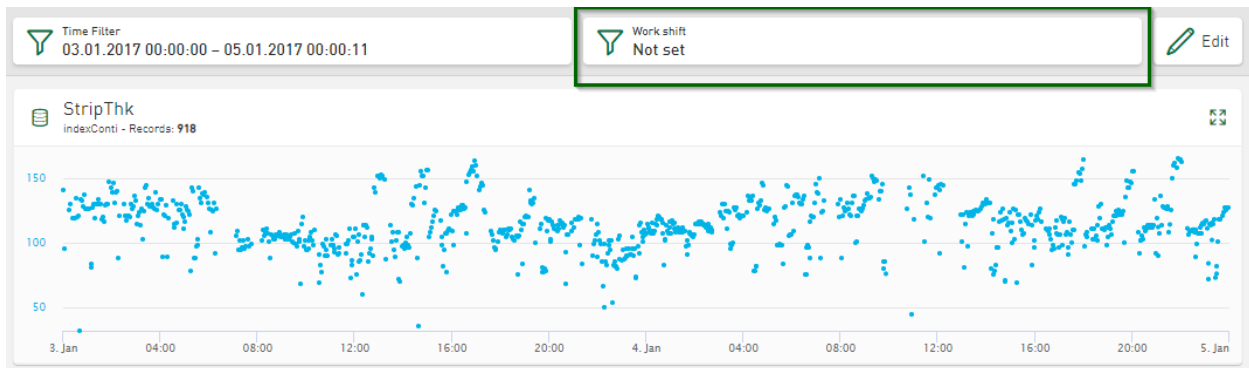 Time Filter
03.01.2017 00:00:00 – 05.01.2017 00:00:11
Work shift
Not set
Edit
StripThk
indexConti - Records: 918
150
100
50
3. Jan 04:00 08:00 12:00 16:00 20:00 4. Jan 04:00 08:00 12:00 16:00 20:00 5. Jan